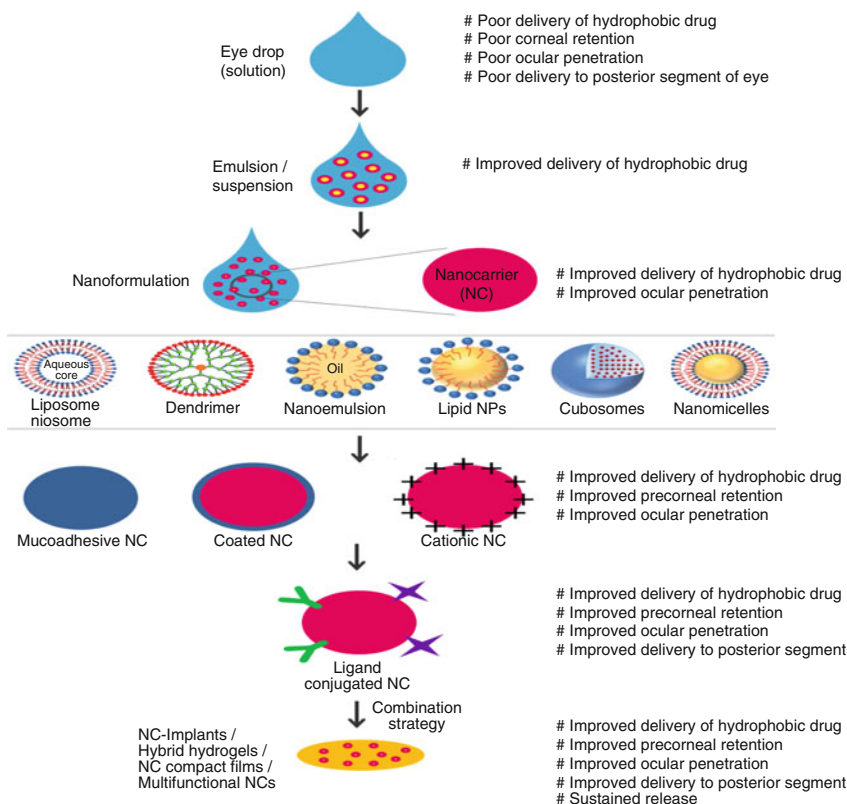 Eye drop
(solution)
# Poor delivery of hydrophobic drug
# Poor corneal retention
# Poor ocular penetration
# Poor delivery to posterior segment of eye
Emulsion /
suspension
# Improved delivery of hydrophobic drug
Nanoformulation
Nanocarrier
(NC)
# Improved delivery of hydrophobic drug
# Improved ocular penetration
Aqueous
core
Liposome
niosome
Dendrimer
Oil
Nanoemulsion
Lipid NPs
Cubosomes
Nanomicelles
Mucoadhesive NC
Coated NC
Cationic NC
# Improved delivery of hydrophobic drug
# Improved precorneal retention
# Improved ocular penetration
Ligand
conjugated NC
# Improved delivery of hydrophobic drug
# Improved precorneal retention
# Improved ocular penetration
# Improved delivery to posterior segment
Combination
strategy
NC-Implants /
Hybrid hydrogels /
NC compact films /
Multifunctional NCs
# Improved delivery of hydrophobic drug
# Improved precorneal retention
# Improved ocular penetration
# Improved delivery to posterior segment
# Sustained release